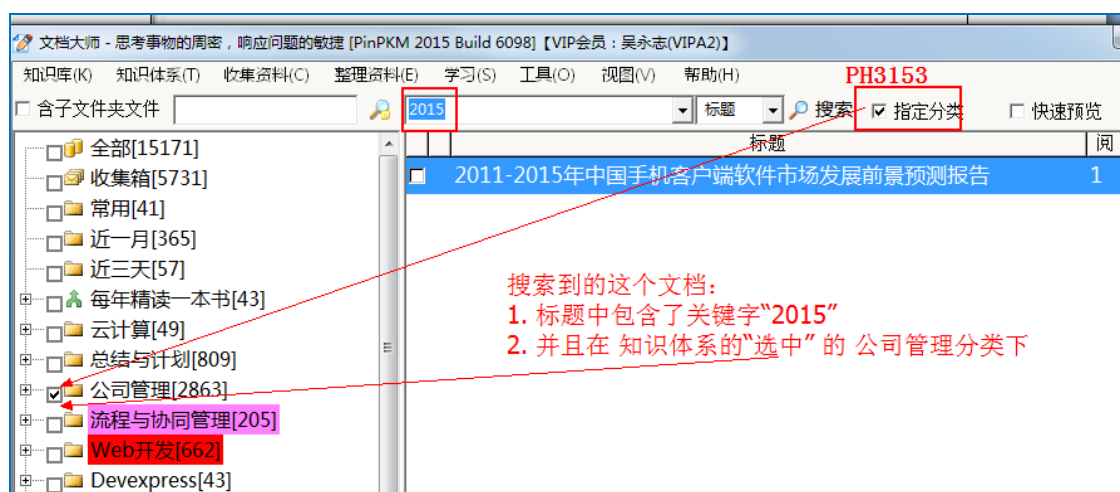 文档大师 - 思考事物的周密，响应问题的敏捷 [PinPKM 2015 Build 6098]【VIP会员：吴永志(VIPA2)】
知识库(K) 知识体系(T) 收集资料(C) 整理资料(E) 学习(S) 工具(O) 视图(V) 帮助(H)
PH3153
含子文件夹文件 2015 标题 搜索 指定分类 快速预览
标题 阅
全部[15171]
2011-2015年中国手机客户端软件市场发展前景预测报告 1
收集箱[5731]
常用[41]
近一月[365]
近三天[57]
每年精读一本书[43]
云计算[49]
总结与计划[809]
公司管理[2863]
流程与协同管理[205]
Web开发[662]
Devexpress[43]
搜索到的这个文档：
1. 标题中包含了关键字“2015”
2. 并且在 知识体系的“选中” 的 公司管理分类下